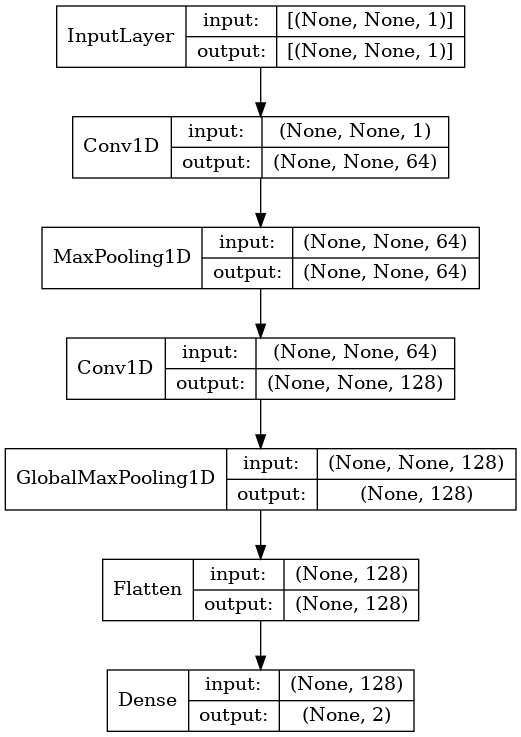 InputLayer
input: [(None, None, 1)]
output: [(None, None, 1)]
Conv1D
input: (None, None, 1)
output: (None, None, 64)
MaxPooling1D
input: (None, None, 64)
output: (None, None, 64)
Conv1D
input: (None, None, 64)
output: (None, None, 128)
GlobalMaxPooling1D
input: (None, None, 128)
output: (None, 128)
Flatten
input: (None, 128)
output: (None, 128)
Dense
input: (None, 128)
output: (None, 2)